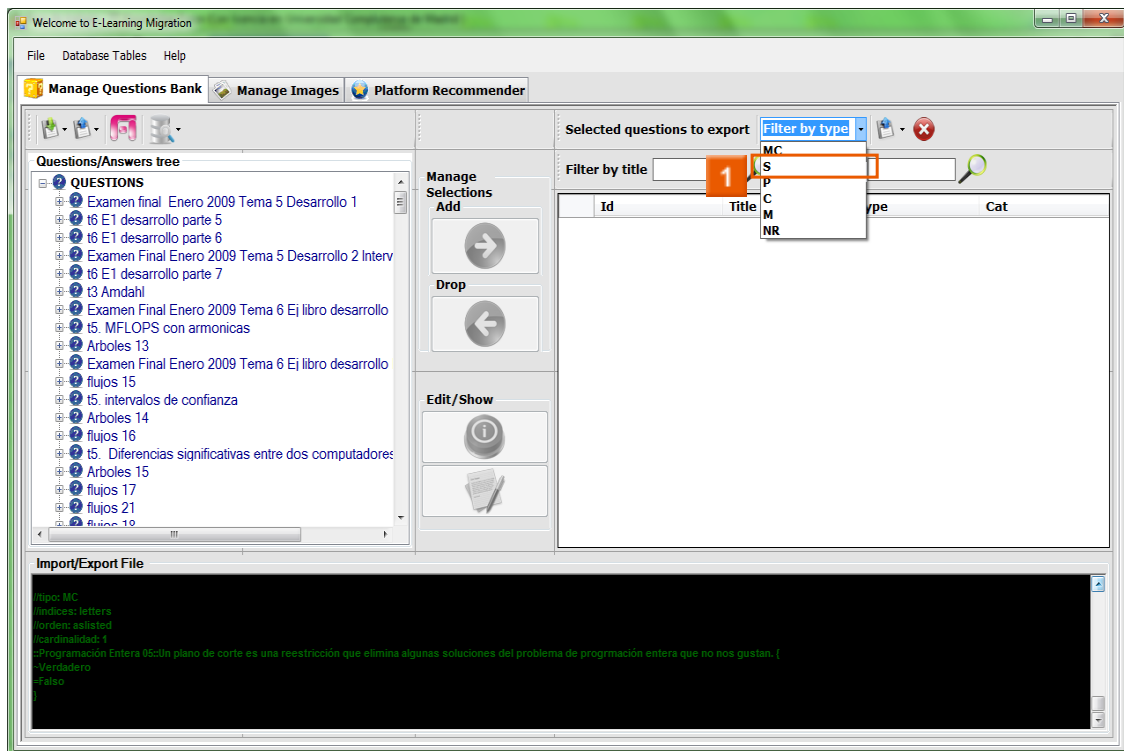 Welcome to E-Learning Migration
File Database Tables Help
Manage Questions Bank Manage Images Platform Recommender
Selected questions to export Filter by type
MC
S
P
C
M
NR
Filter by title
1
Questions/Answers tree
QUESTIONS
Examen final Enero 2009 Tema 5 Desarrollo 1
t6 E1 desarrollo parte 5
t6 E1 desarrollo parte 6
Examen Final Enero 2009 Tema 5 Desarrollo 2 Interv
t6 E1 desarrollo parte 7
t3 Amdahl
Examen Final Enero 2009 Tema 6 Ej libro desarrollo
t5. MFLOPS con armonicas
Arboles 13
Examen Final Enero 2009 Tema 6 Ej libro desarrollo
flujos 15
t5. intervalos de confianza
Arboles 14
flujos 16
t5. Diferencias significativas entre dos computadores
Arboles 15
flujos 17
flujos 21
flujos 18
Manage
Selections
Add
Drop
Edit/Show
Id Title ype Cat
Import/Export File
//tipo: MC
//indices: letters
//orden: aslisted
//cardinalidad: 1
::Programación Entera 05::Un plano de corte es una reestricción que elimina algunas soluciones del problema de progrmación entera que no nos gustan. {
~Verdadero
=Falso
}